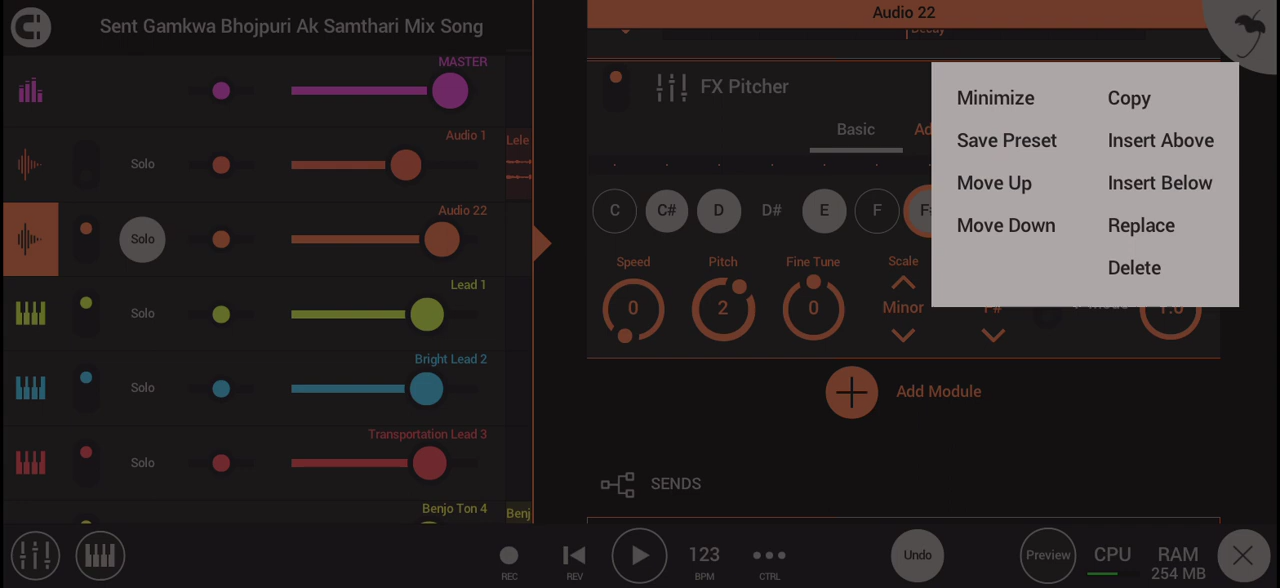 Sent Gamkwa Bhojpuri Ak Samthari Mix Song
MASTER
Audio 1
Lele
Solo
Audio 22
Solo
Lead 1
Solo
Bright Lead 2
Solo
Transportation Lead 3
Solo
Benjo Ton 4
Benj
Audio 22
Decay
FX Pitcher
Basic
Minimize
Copy
Save Preset
Insert Above
Move Up
Insert Below
Move Down
Replace
Delete
C C# D D# E F F#
Speed Pitch Fine Tune Scale
0 2 0 Minor F# 1.0
Add Module
SENDS
REC
REV
123
BPM
CTRL
Undo
Preview
CPU
RAM
254 MB